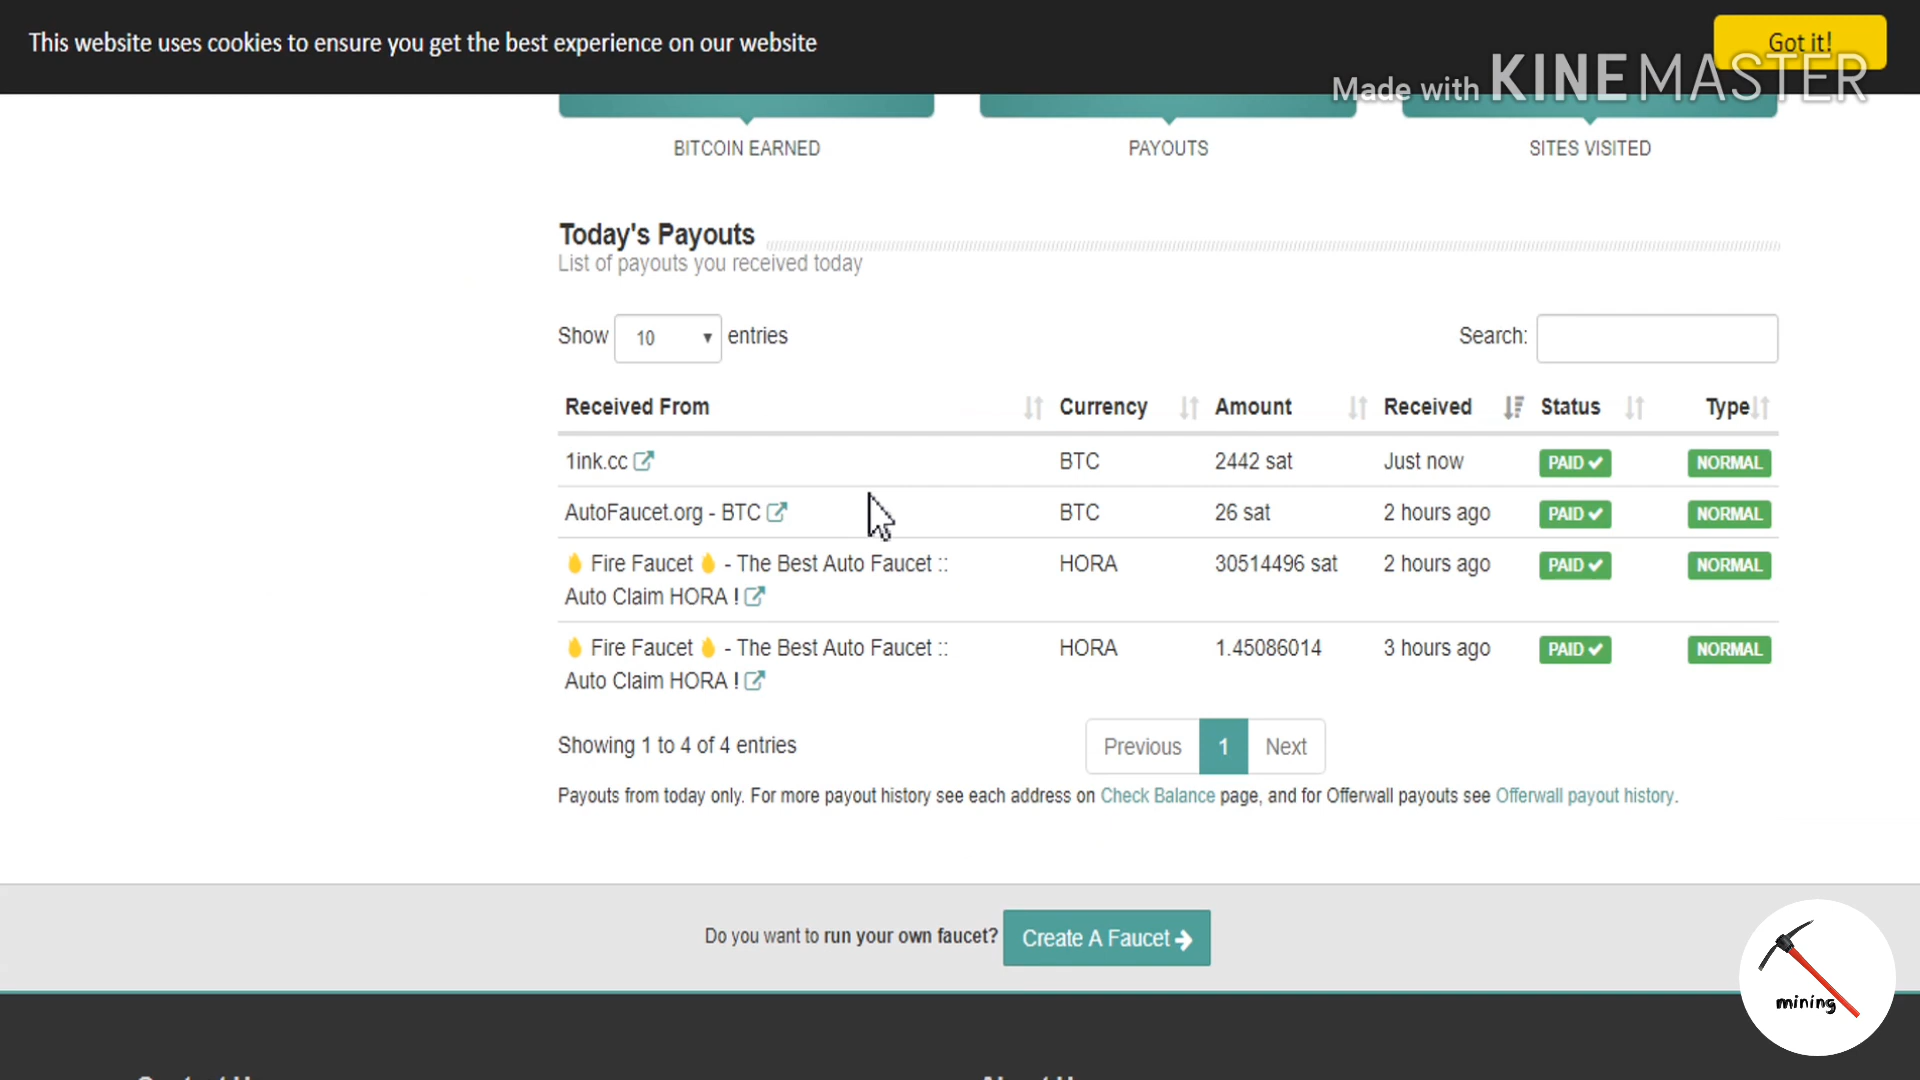 This website uses cookies to ensure you get the best experience on our website
Got it!
Made with KINEMASTER
BITCOIN EARNED
PAYOUTS
SITES VISITED
Today's Payouts
List of payouts you received today
Show 10 entries
Search:
Received From Currency Amount Received Status Type
1ink.cc BTC 2442 sat Just now PAID NORMAL
AutoFaucet.org - BTC BTC 26 sat 2 hours ago PAID NORMAL
Fire Faucet - The Best Auto Faucet :: HORA 30514496 sat 2 hours ago PAID NORMAL
Auto Claim HORA !
Fire Faucet - The Best Auto Faucet :: HORA 1.45086014 3 hours ago PAID NORMAL
Auto Claim HORA !
Showing 1 to 4 of 4 entries
Previous 1 Next
Payouts from today only. For more payout history see each address on Check Balance page, and for Offerwall payouts see Offerwall payout history.
Do you want to run your own faucet? Create A Faucet
mining